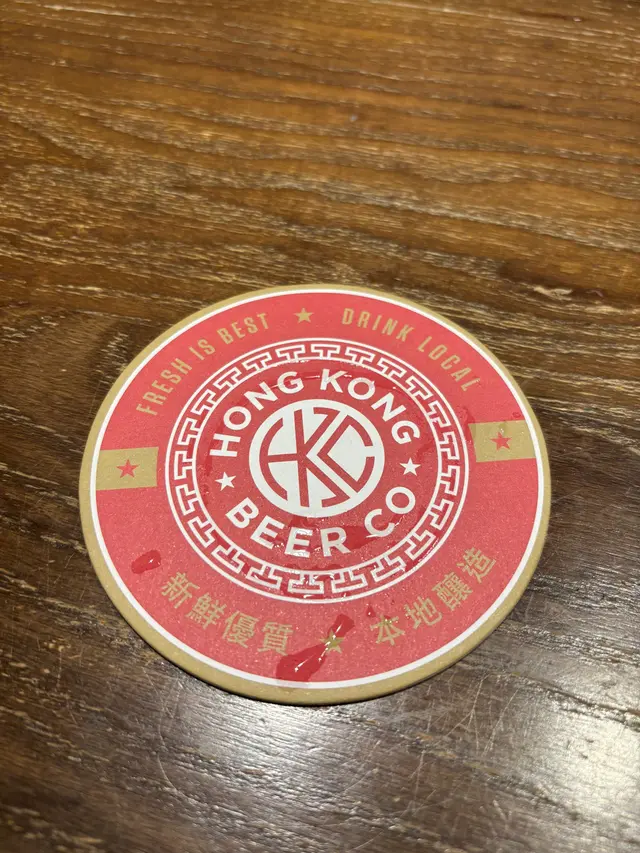 FRESH IS BEST ★ DRINK LOCAL
HONG KONG
HKC
★ BEER CO ★
新鮮優質 ★ 本地釀造